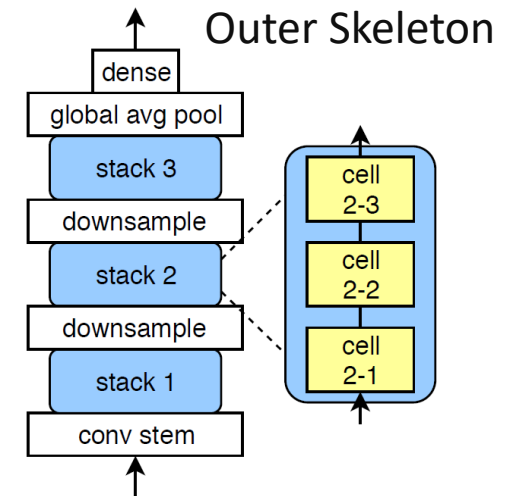 Outer Skeleton
dense
global avg pool
stack 3
downsample
stack 2
downsample
stack 1
conv stem
cell
2-3
cell
2-2
cell
2-1